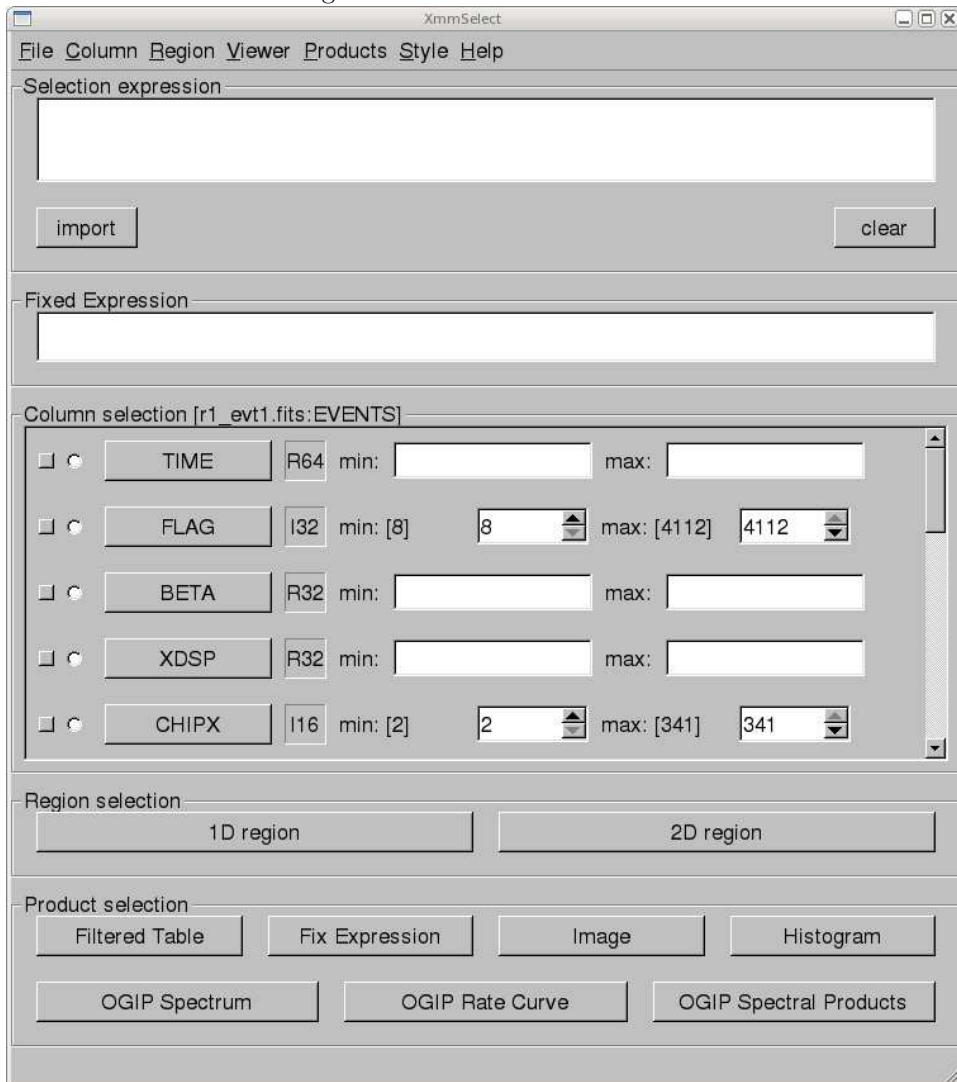 XmmSelect
File Column Region Viewer Products Style Help
Selection expression
import clear
Fixed Expression
Column selection [r1_evt1.fits:EVENTS]
TIME R64 min: max:
FLAG I32 min: [8] 8 max: [4112] 4112
BETA R32 min: max:
XDSP R32 min: max:
CHIPX I16 min: [2] 2 max: [341] 341
Region selection
1D region 2D region
Product selection
Filtered Table Fix Expression Image Histogram
OGIP Spectrum OGIP Rate Curve OGIP Spectral Products